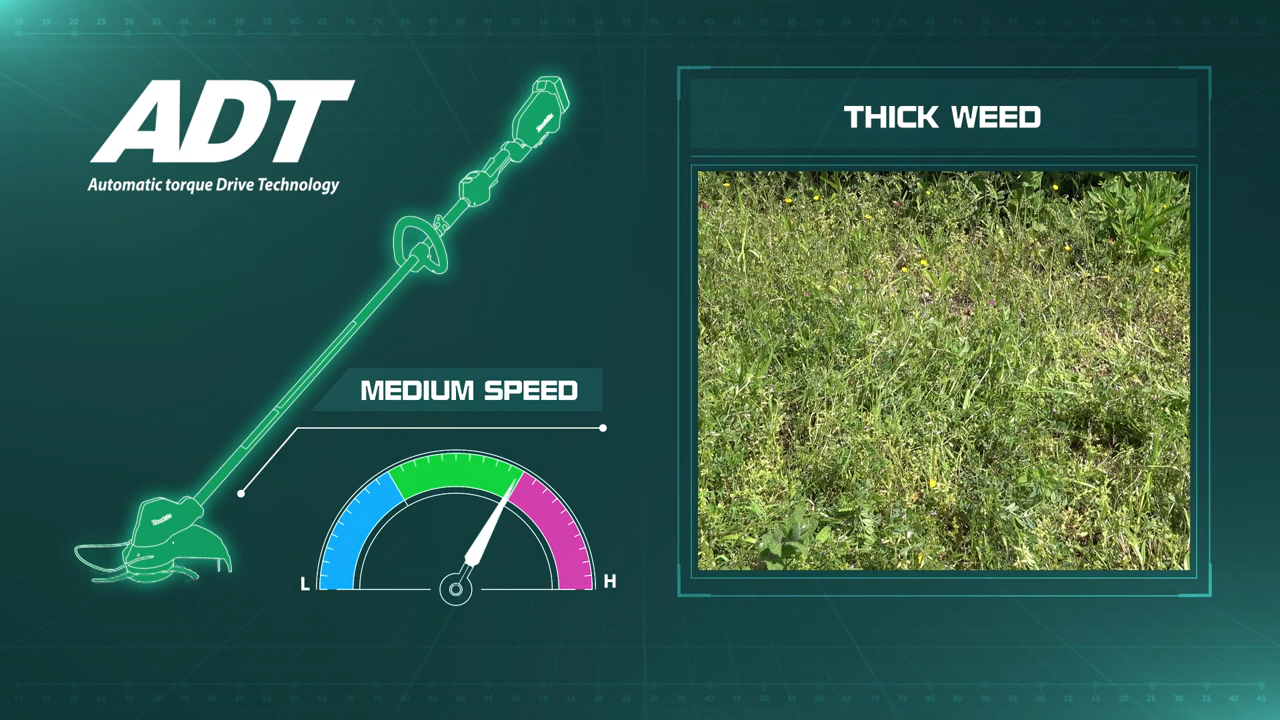 ADT
Automatic torque Drive Technology
THICK WEED
MEDIUM SPEED
L
H